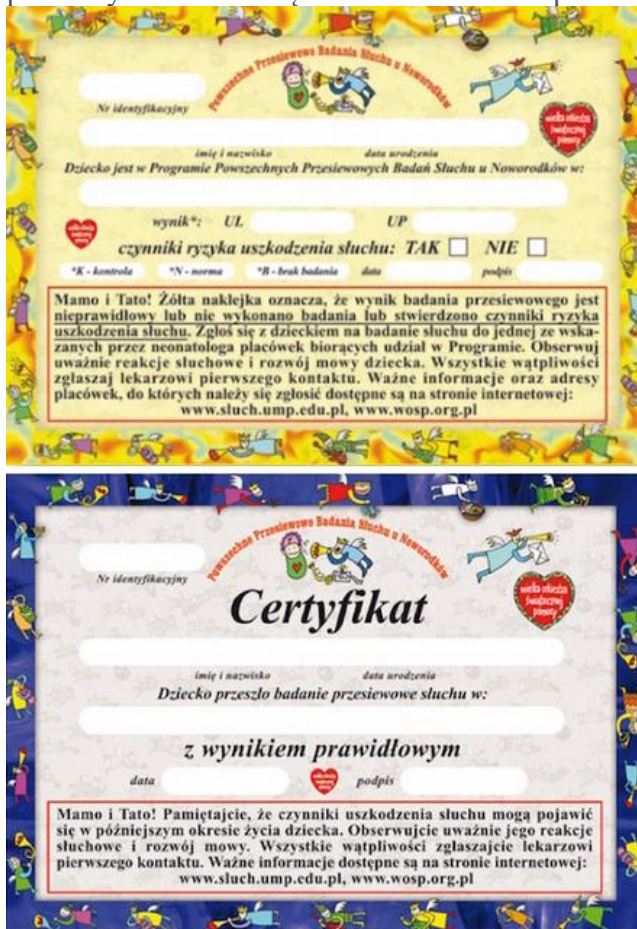 Powszechne Przesiewowe Badania Słuchu u Noworodków
Nr identyfikacyjny
wielka orkiestra
świątecznej
pomocy
imię i nazwisko data urodzenia
Dziecko jest w Programie Powszechnych Przesiewowych Badań Słuchu u Noworodków w:
wynik*: UL UP
czynniki ryzyka uszkodzenia słuchu: TAK NIE
*K - kontrola *N - norma *B - brak badania data podpis
Mamo i Tato! Żółta naklejka oznacza, że wynik badania przesiewowego jest
nieprawidłowy lub nie wykonano badania lub stwierdzono czynniki ryzyka
uszkodzenia słuchu. Zgłoś się z dzieckiem na badanie słuchu do jednej ze wska-
zanych przez neonatologa placówek biorących udział w Programie. Obserwuj
uważnie reakcje słuchowe i rozwój mowy dziecka. Wszystkie wątpliwości
zgłaszaj lekarzowi pierwszego kontaktu. Ważne informacje oraz adresy
placówek, do których należy się zgłosić dostępne są na stronie internetowej:
www.sluch.ump.edu.pl, www.wosp.org.pl
Powszechne Przesiewowe Badania Słuchu u Noworodków
Nr identyfikacyjny
wielka orkiestra
świątecznej
pomocy
Certyfikat
imię i nazwisko data urodzenia
Dziecko przeszło badanie przesiewowe słuchu w:
z wynikiem prawidłowym
data podpis
Mamo i Tato! Pamiętajcie, że czynniki uszkodzenia słuchu mogą pojawić
się w późniejszym okresie życia dziecka. Obserwujcie uważnie jego reakcje
słuchowe i rozwój mowy. Wszystkie wątpliwości zgłaszajcie lekarzowi
pierwszego kontaktu. Ważne informacje dostępne są na stronie internetowej:
www.sluch.ump.edu.pl, www.wosp.org.pl